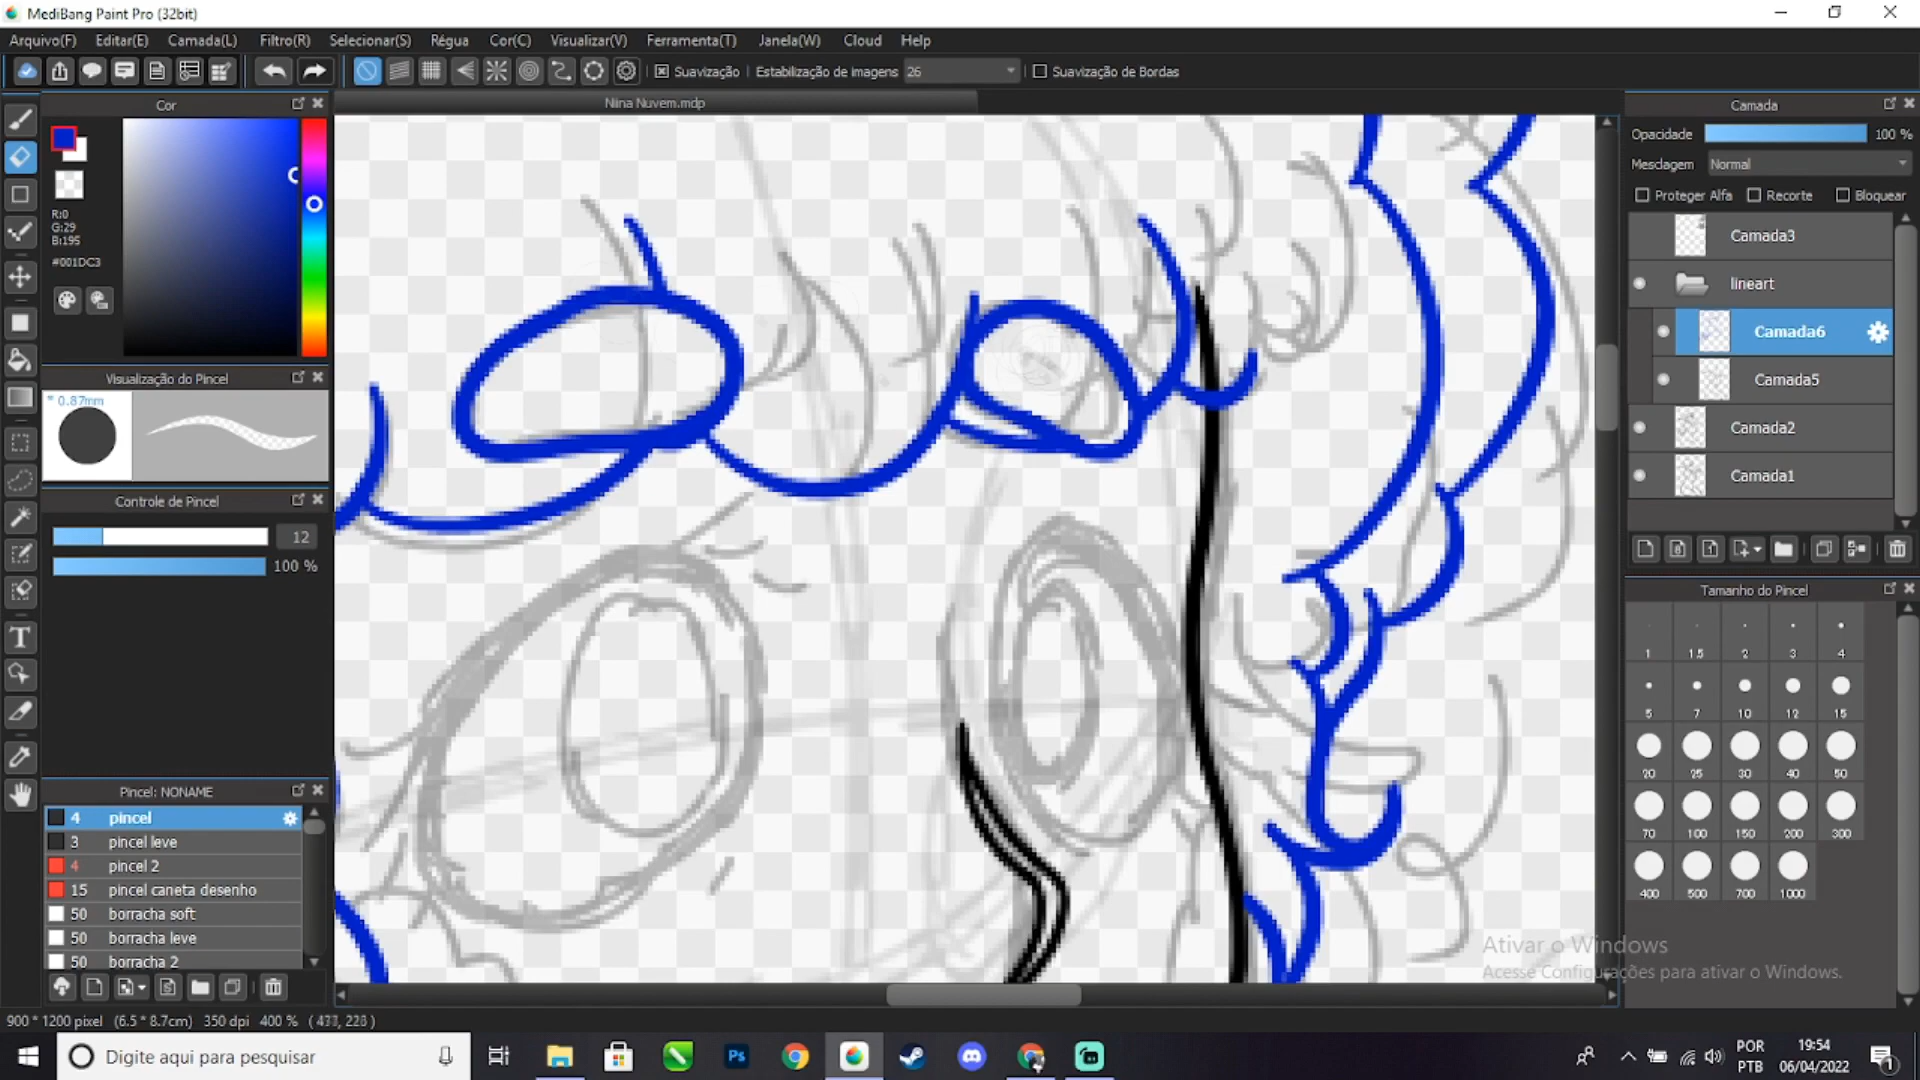 MediBang Paint Pro (32bit)
Arquivo(F) Editar(E) Camada(L) Filtro(R) Selecionar(S) Régua Cor(C) Visualizar(V) Ferramenta(T) Janela(W) Cloud Help
Suavização Estabilização de Imagens 26 Suavização de Bordas
Cor
Niina Nuvem.mdp
Camada
Opacidade 100 %
Mesclagem Normal
Proteger Alfa Recorte Bloquear
R:0
G:29
B:195
#001DC3
Camada3
lineart
Camada6
Camada5
Camada2
Camada1
Visualização do Pincel
* 0.87mm
Controle de Pincel
12
100 %
Tamanho do Pincel
1 1.5 2 3 4
5 7 10 12 15
20 25 30 40 50
70 100 150 200 300
400 500 700 1000
T
Pincel: NONAME
4 pincel
3 pincel leve
4 pincel 2
15 pincel caneta desenho
50 borracha soft
50 borracha leve
50 borracha 2
Ativar o Windows
Acesse Configurações para ativar o Windows.
900 * 1200 pixel (6.5 * 8.7cm) 350 dpi 400 %
Digite aqui para pesquisar
Ps
POR
PTB
19:54
06/04/2022
1